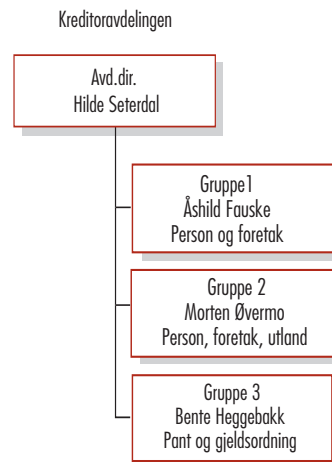 Kreditoravdelingen
Avd.dir.
Hilde Seterdal
Gruppe1
Åshild Fauske
Person og foretak
Gruppe 2
Morten Øvermo
Person, foretak, utland
Gruppe 3
Bente Heggebakk
Pant og gjeldsordning